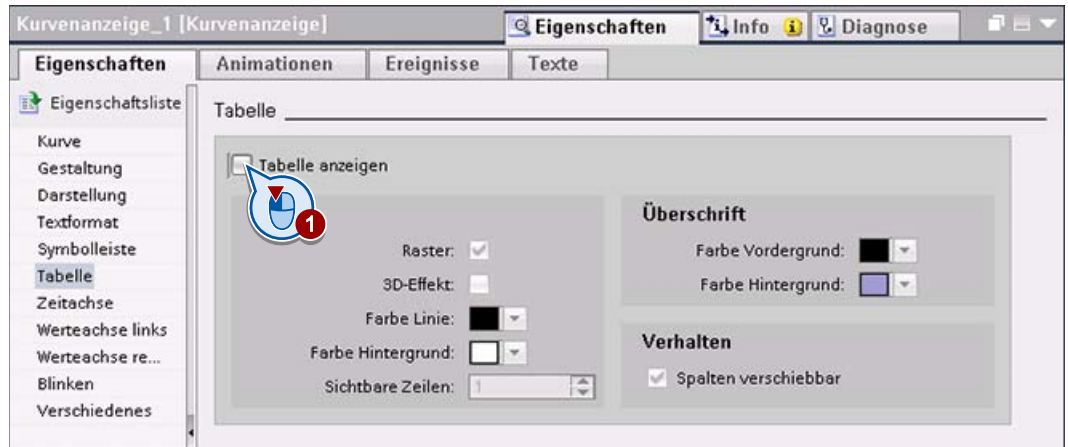 Kurvenanzeige_1 [Kurvenanzeige]
Eigenschaften
Info
Diagnose
Eigenschaften
Animationen
Ereignisse
Texte
Eigenschaftsliste
Kurve
Gestaltung
Darstellung
Textformat
Symbolleiste
Tabelle
Zeitachse
Werteachse links
Werteachse re...
Blinken
Verschiedenes
Tabelle
Tabelle anzeigen
1
Raster:
3D-Effekt:
Farbe Linie:
Farbe Hintergrund:
Sichtbare Zeilen: 1
Überschrift
Farbe Vordergrund:
Farbe Hintergrund:
Verhalten
Spalten verschiebbar